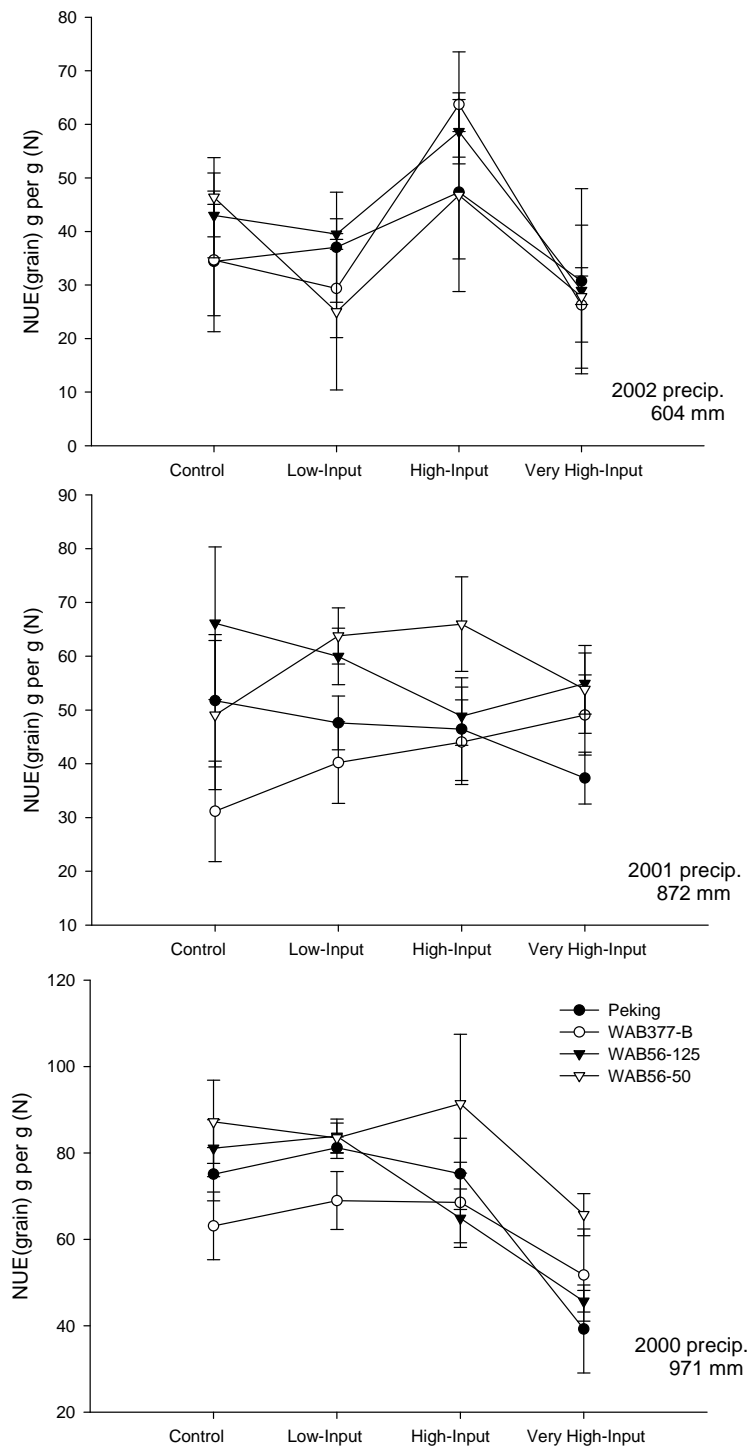 80
70
60
50
40
30
20
10
0
NUE(grain) g per g (N)
2002 precip.
604 mm
Control Low-Input High-Input Very High-Input
90
80
70
60
50
40
30
20
10
NUE(grain) g per g (N)
2001 precip.
872 mm
Control Low-Input High-Input Very High-Input
120
100
80
60
40
20
NUE(grain) g per g (N)
Peking
WAB377-B
WAB56-125
WAB56-50
2000 precip.
971 mm
Control Low-Input High-Input Very High-Input